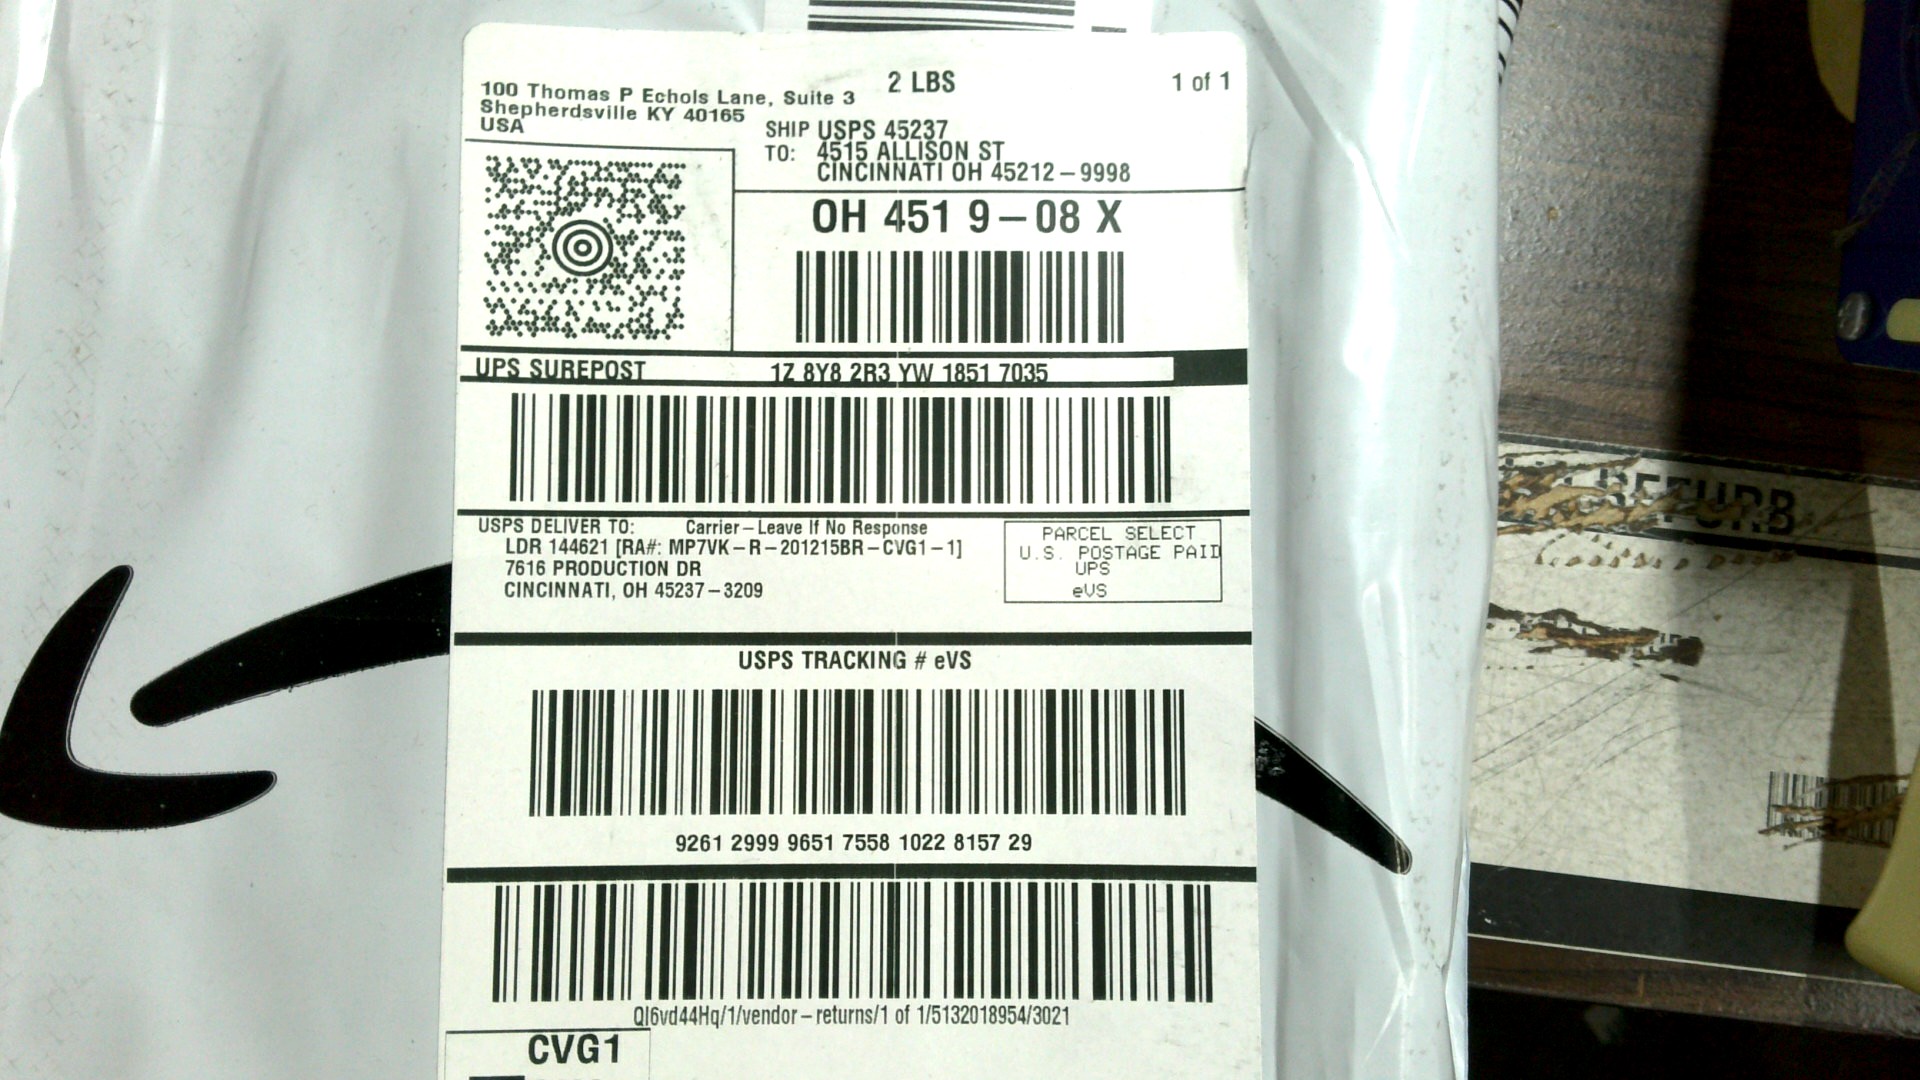 100 Thomas P Echols Lane, Suite 3
Shepherdsville KY 40165
USA
2 LBS
1 of 1
SHIP TO:
USPS 45237
4515 ALLISON ST
CINCINNATI OH 45212-9998
OH 451 9-08 X
UPS SUREPOST
1Z 8Y8 2R3 YW 1851 7035
USPS DELIVER TO:
Carrier-Leave If No Response
LDR 144621 [RA#: MP7VK-R-201215BR-CVG1-1]
7616 PRODUCTION DR
CINCINNATI, OH 45237-3209
PARCEL SELECT
U.S. POSTAGE PAID
UPS
eVS
USPS TRACKING # eVS
9261 2999 9651 7558 1022 8157 29
QI6vd44Hq/1/vendor-returns/1 of 1/5132018954/3021
CVG1
REFURB